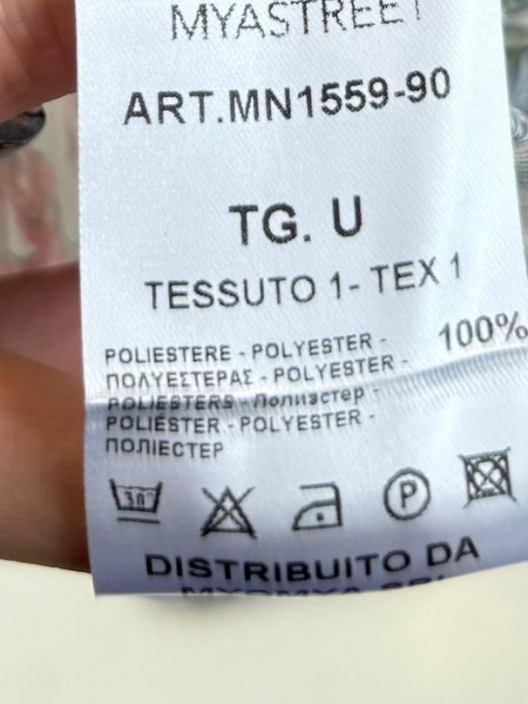 MYASTREET
ART.MN1559-90
TG. U
TESSUTO 1- TEX 1
POLIESTERE - POLYESTER - 100%
ΠΟΛΥΕΣΤΕΡΑΣ - POLYESTER -
POLIESTERS - Полиэстер -
POLIÉSTER - POLYESTER -
ПОЛІЕСТЕР
30°
P
DISTRIBUITO DA